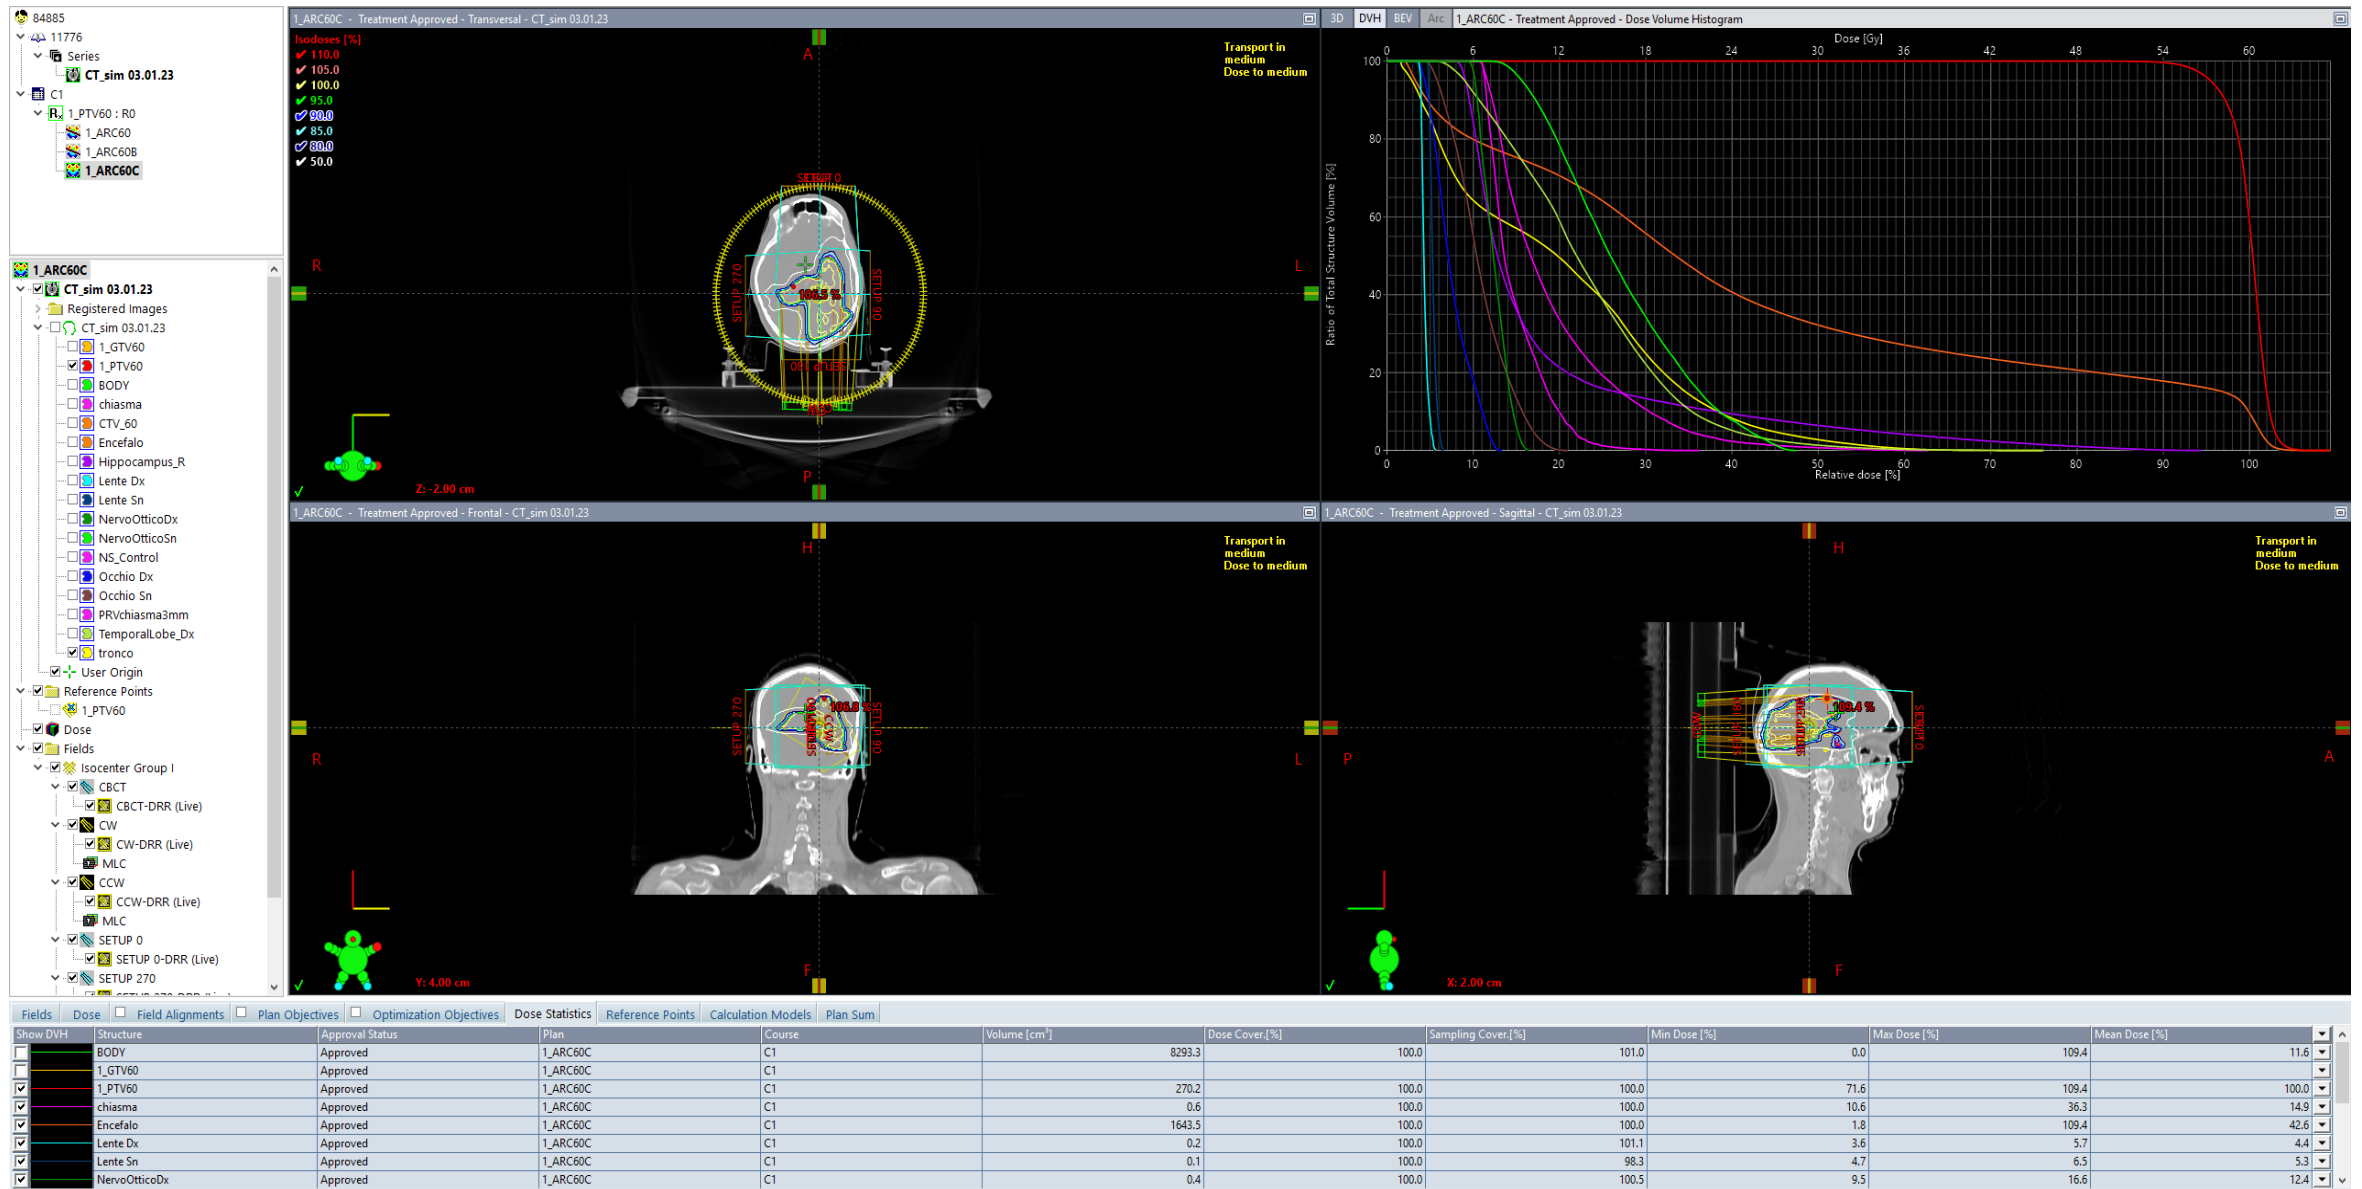 84885
11776
Series
CT_sim 03.01.23
C1
1_PTV60 : R0
1_ARC60
1_ARC60B
1_ARC60C
1_ARC60C
CT_sim 03.01.23
Registered Images
CT_sim 03.01.23
1_GTV60
1_PTV60
BODY
chiasma
CTV_60
Encefalo
Hippocampus_R
Lente Dx
Lente Sn
NervoOtticoDx
NervoOtticoSn
NS_Control
Occhio Dx
Occhio Sn
PRVchiasma3mm
TemporalLobe_Dx
tronco
User Origin
Reference Points
1_PTV60
Dose
Fields
Isocenter Group I
CBCT
CBCT-DRR (Live)
CW
CW-DRR (Live)
MLC
CCW
CCW-DRR (Live)
MLC
SETUP 0
SETUP 0-DRR (Live)
SETUP 270
1_ARC60C - Treatment Approved - Transversal - CT_sim 03.01.23
Isodoses [%]
110.0
105.0
100.0
95.0
90.0
85.0
80.0
50.0
A
Transport in
medium
Dose to medium
R
L
SETUP 270
SETUP 90
106.5 %
P
Z: -2.00 cm
3D DVH BEV Arc 1_ARC60C - Treatment Approved - Dose Volume Histogram
Dose [Gy]
0 6 12 18 24 30 36 42 48 54 60
100
80
60
40
20
0
Ratio of Total Structure Volume [%]
0 10 20 30 40 50 60 70 80 90 100
Relative dose [%]
1_ARC60C - Treatment Approved - Frontal - CT_sim 03.01.23
H
Transport in
medium
Dose to medium
SETUP 270
106.8 %
CCW
SETUP 90
R
L
F
Y: 4.00 cm
1_ARC60C - Treatment Approved - Sagittal - CT_sim 03.01.23
H
Transport in
medium
Dose to medium
109.4 %
P
A
F
X: 2.00 cm
Fields Dose Field Alignments Plan Objectives Optimization Objectives Dose Statistics Reference Points Calculation Models Plan Sum
Show DVH Structure Approval Status Plan Course Volume [cm³] Dose Cover.[%] Sampling Cover.[%] Min Dose [%] Max Dose [%] Mean Dose [%]
BODY Approved 1_ARC60C C1 8293.3 100.0 101.0 0.0 109.4 11.6
1_GTV60 Approved 1_ARC60C C1
1_PTV60 Approved 1_ARC60C C1 270.2 100.0 100.0 71.6 109.4 100.0
chiasma Approved 1_ARC60C C1 0.6 100.0 100.0 10.6 36.3 14.9
Encefalo Approved 1_ARC60C C1 1643.5 100.0 100.0 1.8 109.4 42.6
Lente Dx Approved 1_ARC60C C1 0.2 100.0 101.1 3.6 5.7 4.4
Lente Sn Approved 1_ARC60C C1 0.1 100.0 98.3 4.7 6.5 5.3
NervoOtticoDx Approved 1_ARC60C C1 0.4 100.0 100.5 9.5 16.6 12.4